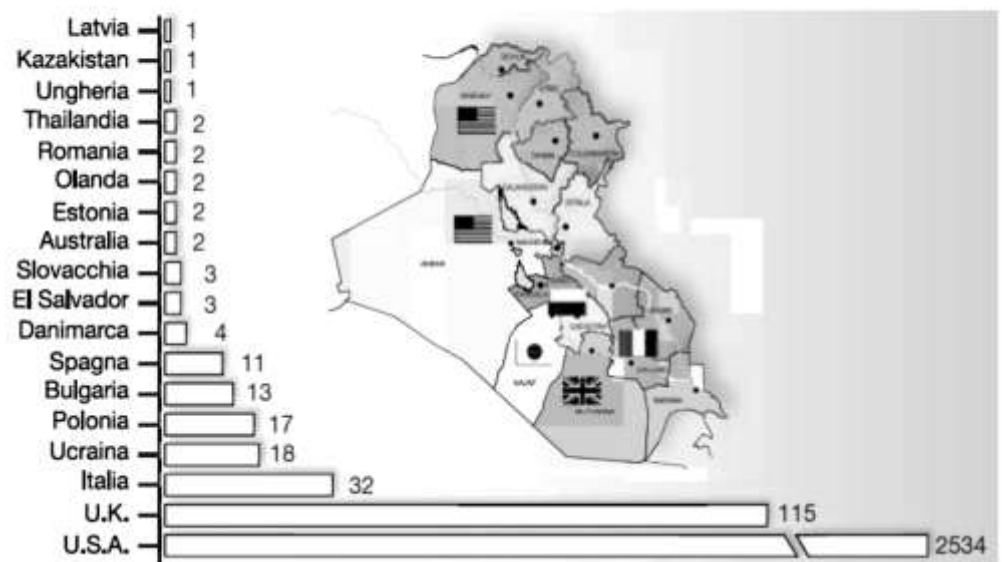 Latvia 1
Kazakistan 1
Ungheria 1
Thailandia 2
Romania 2
Olanda 2
Estonia 2
Australia 2
Slovacchia 3
El Salvador 3
Danimarca 4
Spagna 11
Bulgaria 13
Polonia 17
Ucraina 18
Italia 32
U.K. 115
U.S.A. 2534